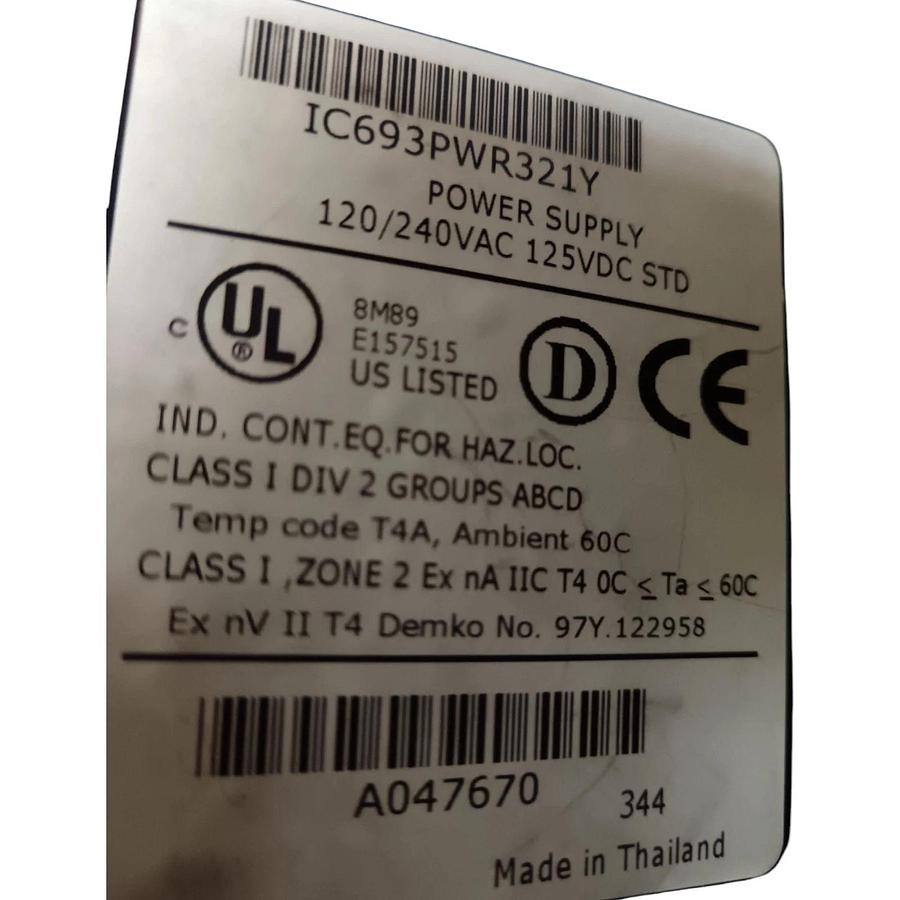 IC693PWR321Y
POWER SUPPLY
120/240VAC 125VDC STD
C UL ® 8M89
E157515
US LISTED
D CE
IND. CONT.EQ.FOR HAZ.LOC.
CLASS I DIV 2 GROUPS ABCD
Temp code T4A, Ambient 60C
CLASS I ,ZONE 2 Ex nA IIC T4 0C ≤ Ta ≤ 60C
Ex nV II T4 Demko No. 97Y.122958
A047670 344
Made in Thailand